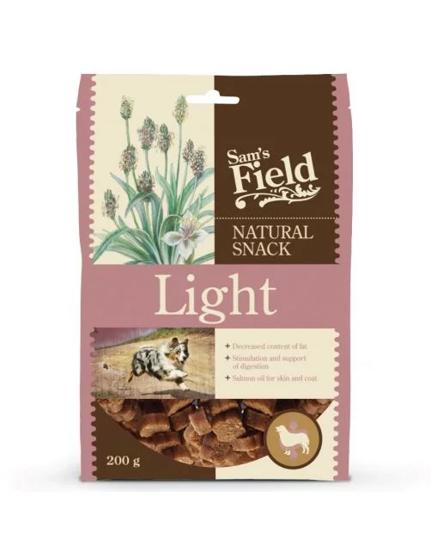 Sam's
Field
NATURAL
SNACK
Light
+ Decreased content of fat
+ Stimulation and support
of digestion
+ Salmon oil for skin and coat
200 g